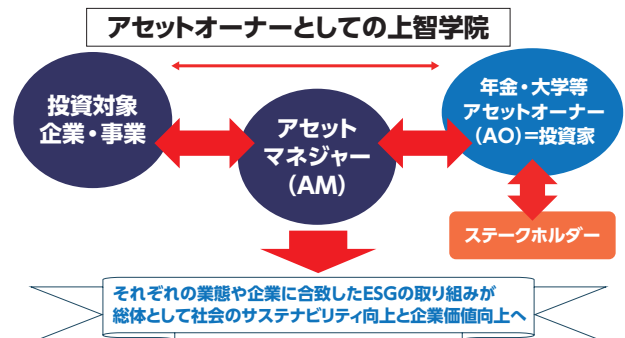 アセットオーナーとしての上智学院
投資対象
企業・事業
アセット
マネジャー
(AM)
年金・大学等
アセットオーナー
(AO)=投資家
ステークホルダー
それぞれの業態や企業に合致したESGの取り組みが
総体として社会のサステナビリティ向上と企業価値向上へ